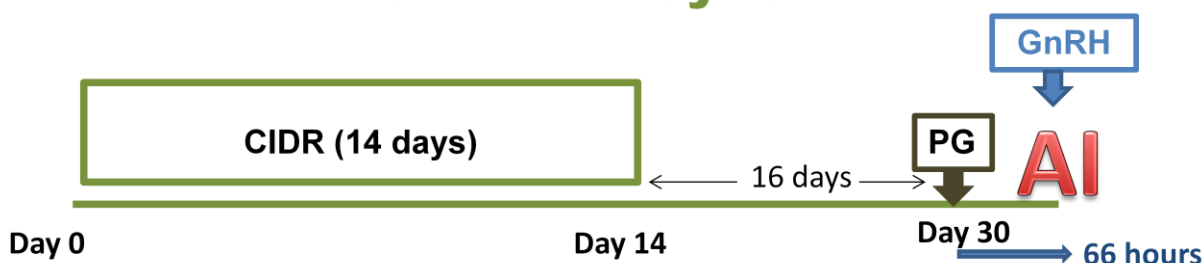 GnRH
CIDR (14 days)
PG
AI
16 days
Day 0
Day 14
Day 30
66 hours